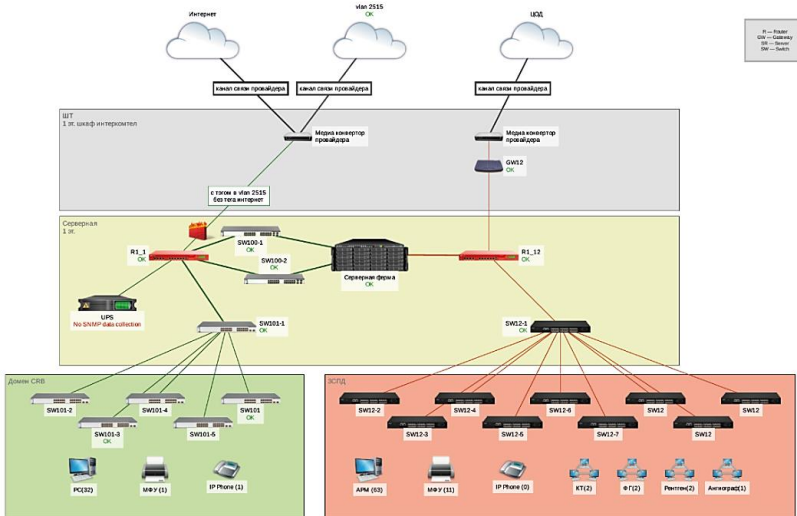 Интернет
vlan 2515
OK
ЦОД
R — Router
GW — Gateway
SR — Server
SW — Switch
канал связи провайдера
канал связи провайдера
канал связи провайдера
ШТ
1 эт. шкаф интеркомтел
Медиа конвертор
провайдера
Медиа конвертор
провайдера
GW12
OK
с тэгом в vlan 2515
без тега интернет
Серверная
1 эт.
SW100-1
OK
R1_1
OK
SW100-2
OK
Серверная ферма
OK
R1_12
OK
UPS
No SNMP data collection
SW101-1
OK
SW12-1
OK
Домен CRB
ЗСПД
SW101-2
SW101-4
SW101
OK
SW101-3
OK
SW101-5
SW12-2
SW12-4
SW12-6
SW12
SW12
SW12-3
SW12-5
SW12-7
SW12
PC(32)
МФУ (1)
IP Phone (1)
АРМ (63)
МФУ (11)
IP Phone (0)
КТ(2)
ФГ(2)
Рентген(2)
Ангиограф(1)